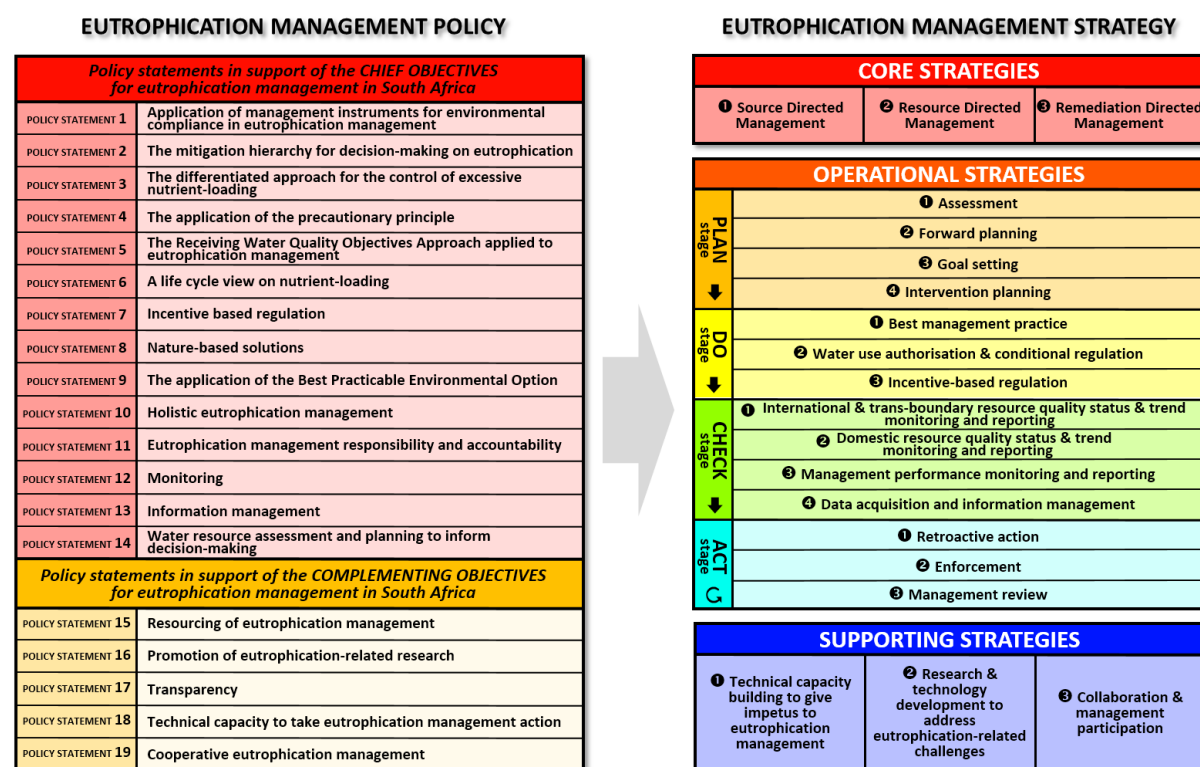 EUTROPHICATION MANAGEMENT POLICY
Policy statements in support of the CHIEF OBJECTIVES
for eutrophication management in South Africa
POLICY STATEMENT 1
Application of management instruments for environmental
compliance in eutrophication management
POLICY STATEMENT 2
The mitigation hierarchy for decision-making on eutrophication
POLICY STATEMENT 3
The differentiated approach for the control of excessive
nutrient-loading
POLICY STATEMENT 4
The application of the precautionary principle
POLICY STATEMENT 5
The Receiving Water Quality Objectives Approach applied to
eutrophication management
POLICY STATEMENT 6
A life cycle view on nutrient-loading
POLICY STATEMENT 7
Incentive based regulation
POLICY STATEMENT 8
Nature-based solutions
POLICY STATEMENT 9
The application of the Best Practicable Environmental Option
POLICY STATEMENT 10
Holistic eutrophication management
POLICY STATEMENT 11
Eutrophication management responsibility and accountability
POLICY STATEMENT 12
Monitoring
POLICY STATEMENT 13
Information management
POLICY STATEMENT 14
Water resource assessment and planning to inform
decision-making
Policy statements in support of the COMPLEMENTING OBJECTIVES
for eutrophication management in South Africa
POLICY STATEMENT 15
Resourcing of eutrophication management
POLICY STATEMENT 16
Promotion of eutrophication-related research
POLICY STATEMENT 17
Transparency
POLICY STATEMENT 18
Technical capacity to take eutrophication management action
POLICY STATEMENT 19
Cooperative eutrophication management
EUTROPHICATION MANAGEMENT STRATEGY
CORE STRATEGIES
❶ Source Directed
Management
❷ Resource Directed
Management
❸ Remediation Directed
Management
OPERATIONAL STRATEGIES
PLAN
stage
❶ Assessment
❷ Forward planning
❸ Goal setting
❹ Intervention planning
DO
stage
❶ Best management practice
❷ Water use authorisation & conditional regulation
❸ Incentive-based regulation
CHECK
stage
❶ International & trans-boundary resource quality status & trend
monitoring and reporting
❷ Domestic resource quality status & trend
monitoring and reporting
❸ Management performance monitoring and reporting
❹ Data acquisition and information management
ACT
stage
❶ Retroactive action
❷ Enforcement
❸ Management review
SUPPORTING STRATEGIES
❶ Technical capacity
building to give
impetus to
eutrophication
management
❷ Research &
technology
development to
address
eutrophication-related
challenges
❸ Collaboration &
management
participation